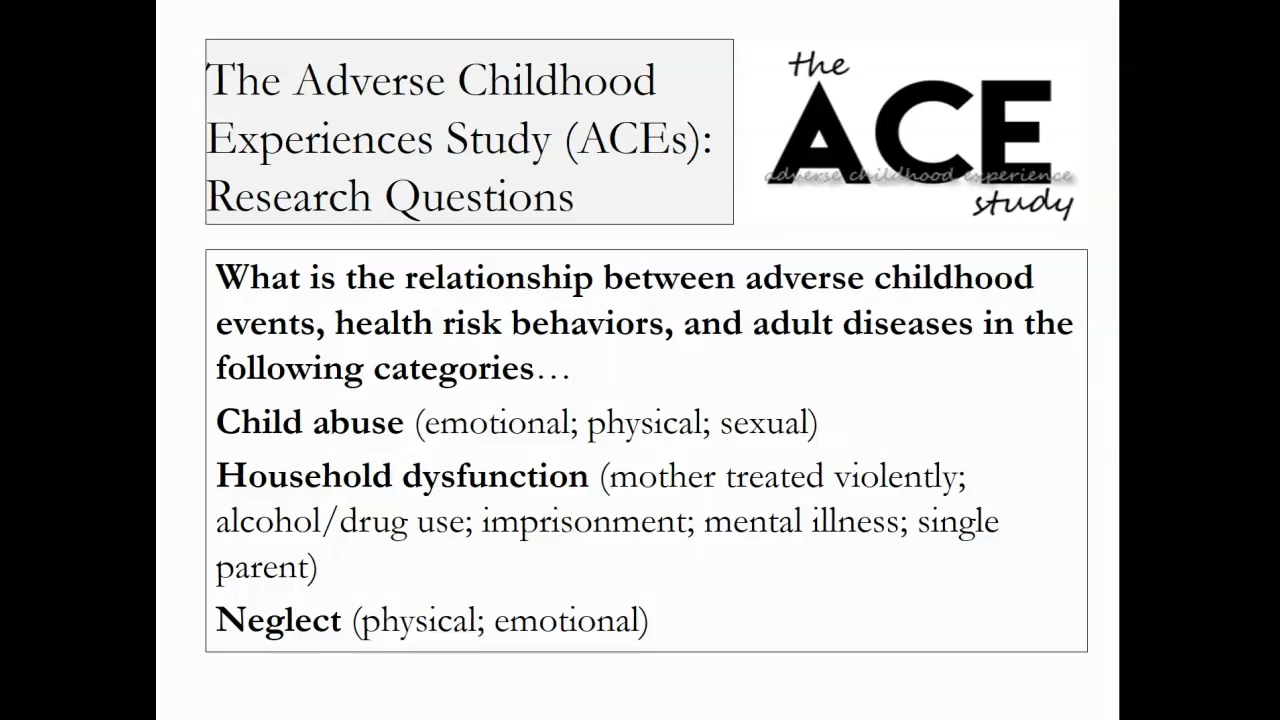 The Adverse Childhood
Experiences Study (ACEs):
Research Questions
the
ACE
adverse childhood experience
study
What is the relationship between adverse childhood
events, health risk behaviors, and adult diseases in the
following categories…
Child abuse (emotional; physical; sexual)
Household dysfunction (mother treated violently;
alcohol/drug use; imprisonment; mental illness; single
parent)
Neglect (physical; emotional)